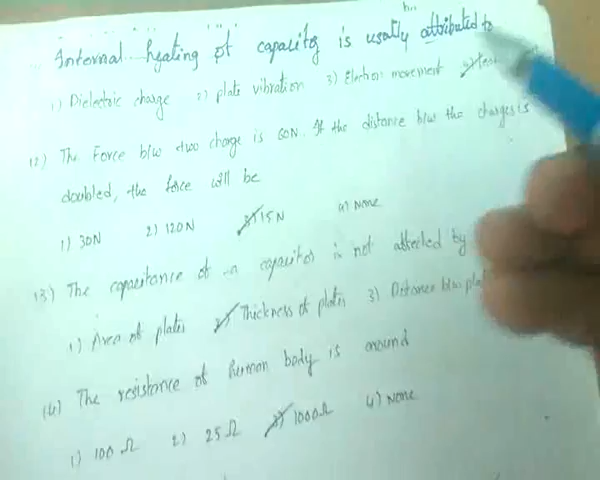 Internal heating of capacitor is usally attributed to
1) Dielectric charge 2) plate vibration 3) Electron movement
12) The Force b/w two charge is 60N. If the distance b/w the charges is
doubled, the force will be
1) 30N 2) 120N 3) 15N 4) None
13) The capacitance of a capacitor is not affected by
1) Area of plates 2) Thickness of plates 3) Distance b/w
14) The resistance of human body is around
1) 100 Ω 2) 25 Ω 3) 1000 Ω 4) None